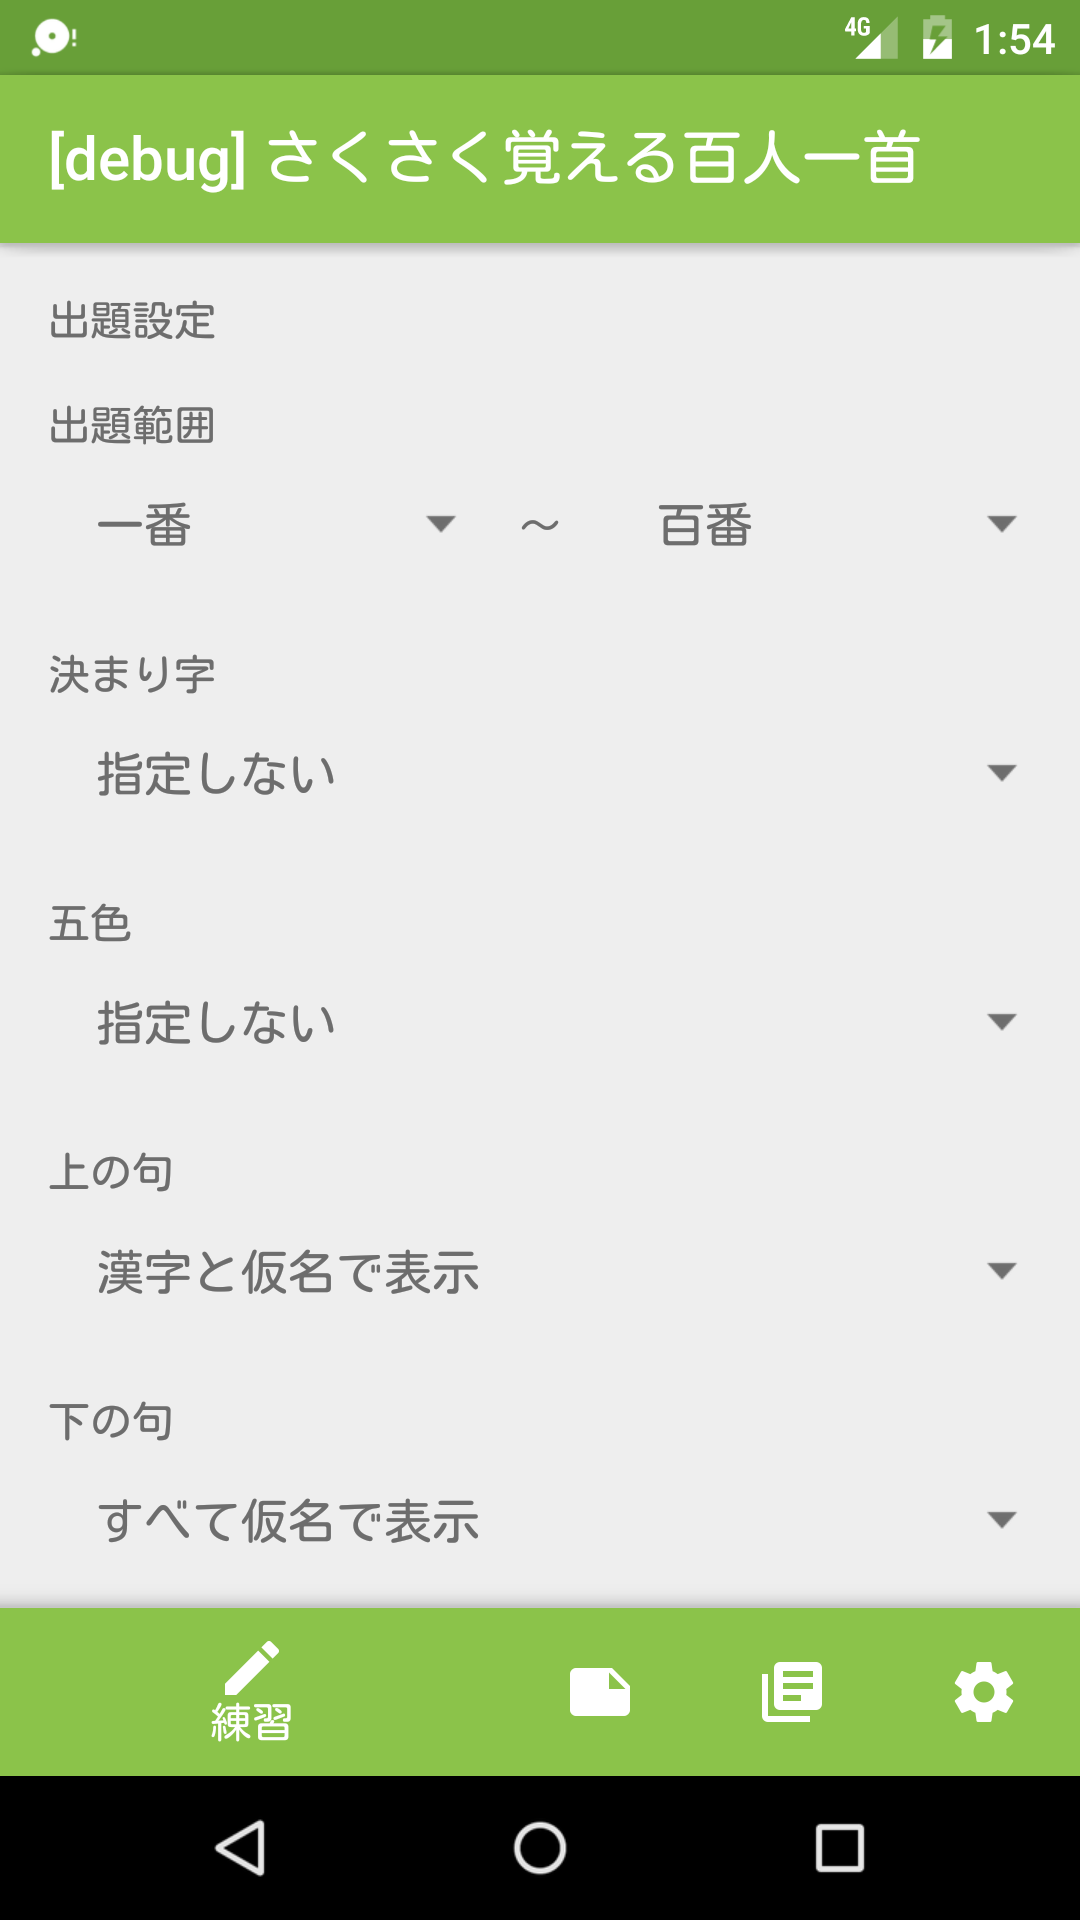 4G 1:54
[debug] さくさく覚える百人一首
出題設定
出題範囲
一番 ～ 百番
決まり字
指定しない
五色
指定しない
上の句
漢字と仮名で表示
下の句
すべて仮名で表示
練習